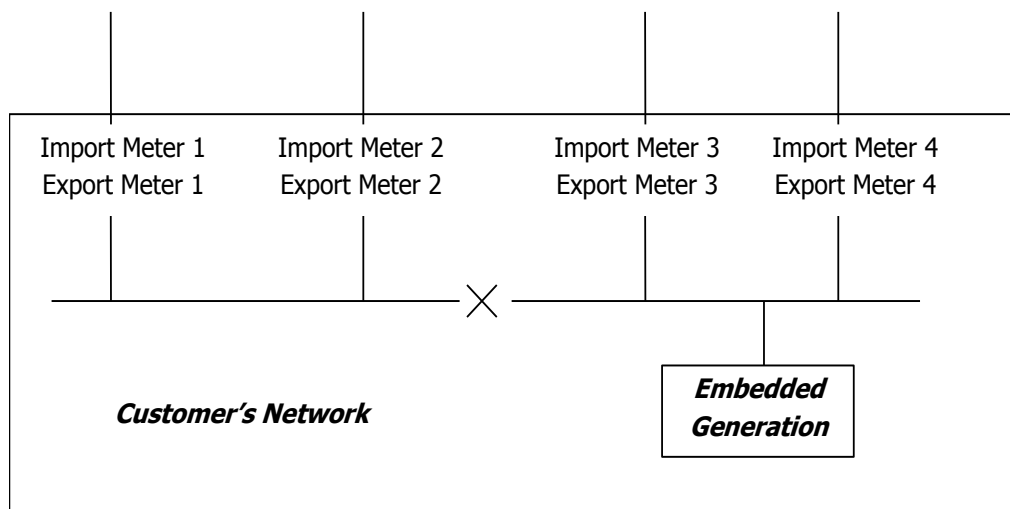 Import Meter 1
Export Meter 1
Import Meter 2
Export Meter 2
Import Meter 3
Export Meter 3
Import Meter 4
Export Meter 4
Customer’s Network
Embedded
Generation